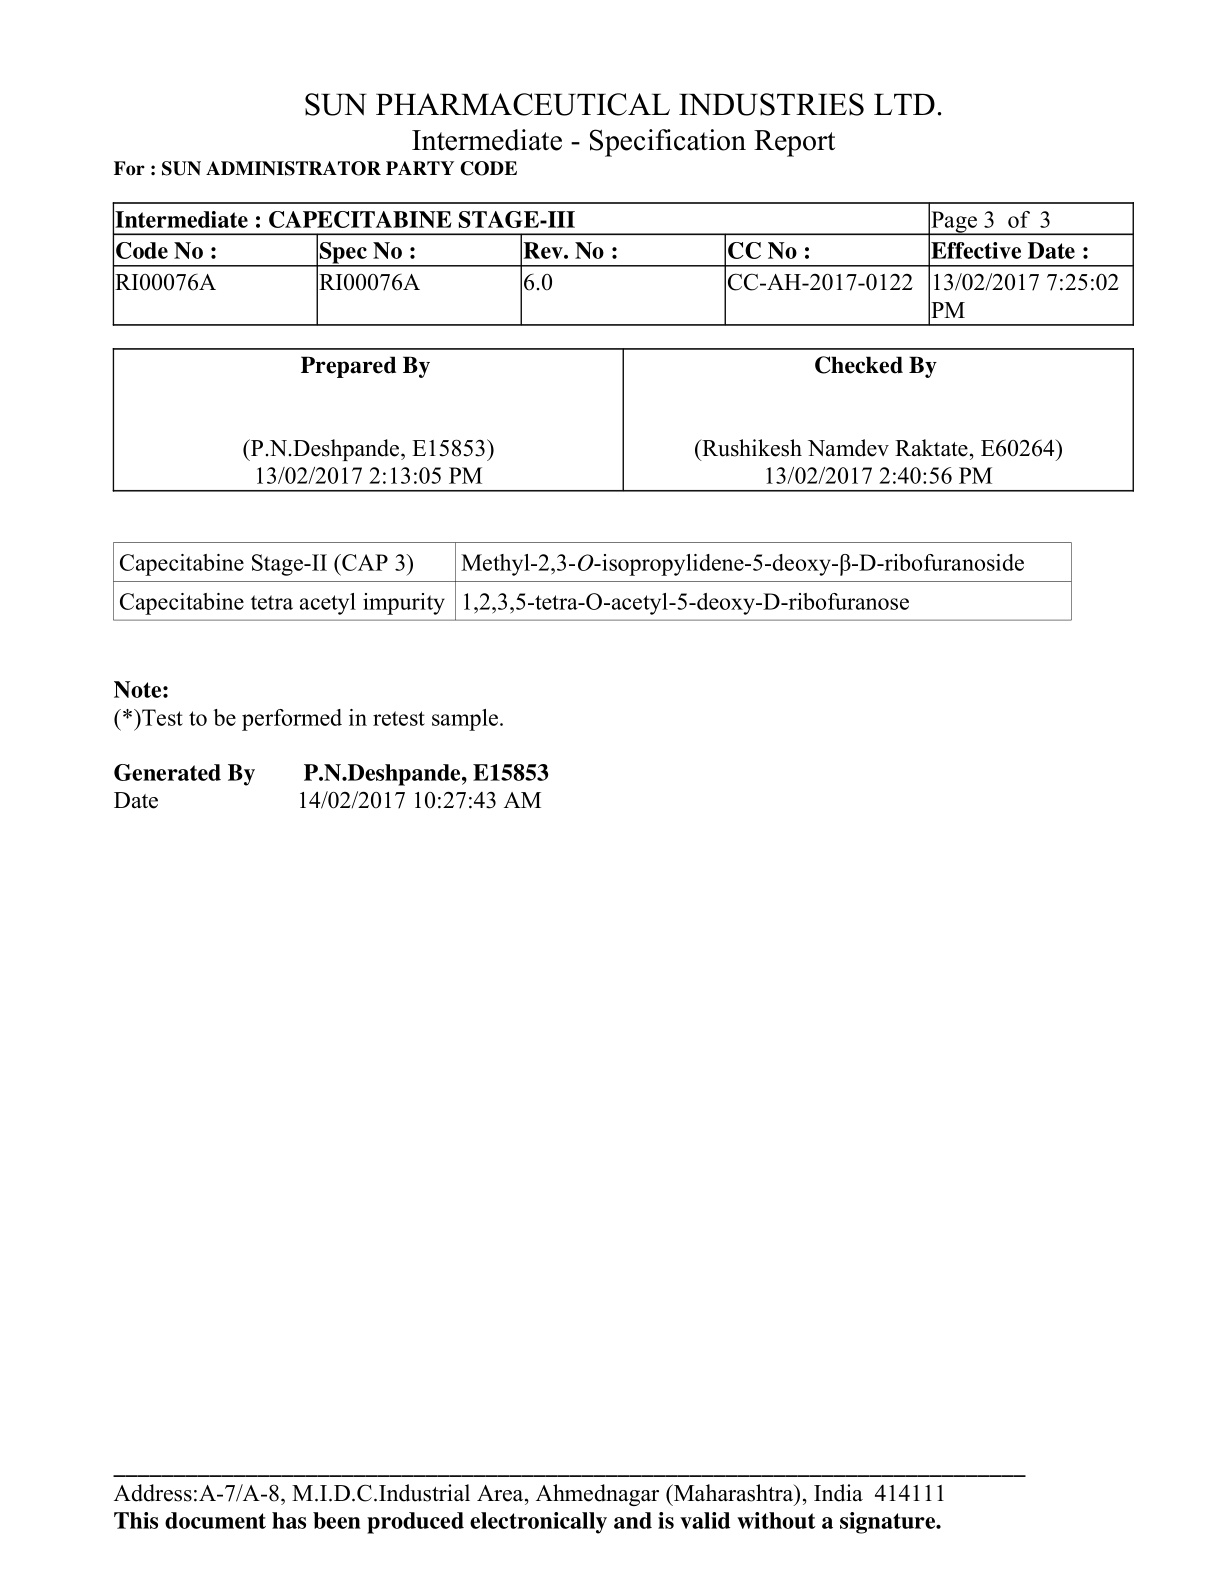 SUN PHARMACEUTICAL INDUSTRIES LTD.
Intermediate - Specification Report
For : SUN ADMINISTRATOR PARTY CODE
Intermediate : CAPECITABINE STAGE-III Page 3 of 3
Code No : Spec No : Rev. No : CC No : Effective Date :
RI00076A RI00076A 6.0 CC-AH-2017-0122 13/02/2017 7:25:02
PM
Prepared By Checked By
(P.N.Deshpande, E15853) (Rushikesh Namdev Raktate, E60264)
13/02/2017 2:13:05 PM 13/02/2017 2:40:56 PM
Capecitabine Stage-II (CAP 3) Methyl-2,3-O-isopropylidene-5-deoxy-β-D-ribofuranoside
Capecitabine tetra acetyl impurity 1,2,3,5-tetra-O-acetyl-5-deoxy-D-ribofuranose
Note:
(*)Test to be performed in retest sample.
Generated By P.N.Deshpande, E15853
Date 14/02/2017 10:27:43 AM
Address:A-7/A-8, M.I.D.C.Industrial Area, Ahmednagar (Maharashtra), India 414111
This document has been produced electronically and is valid without a signature.